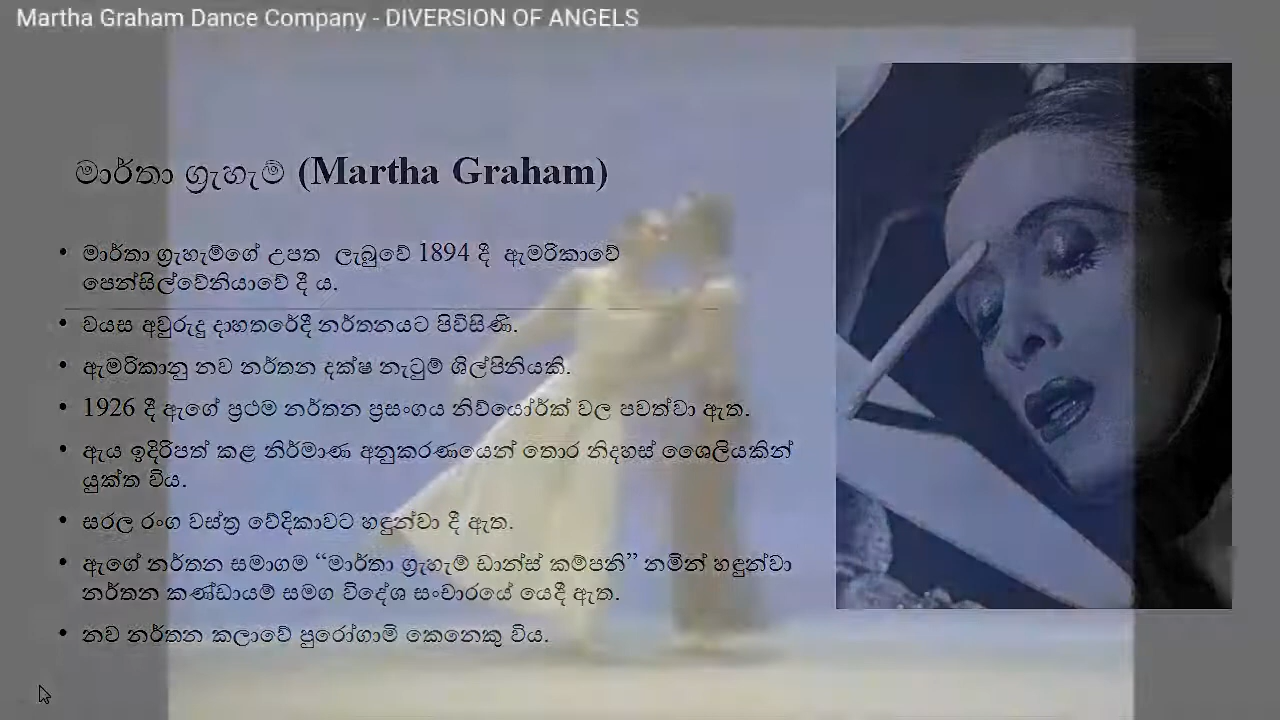 Martha Graham Dance Company - DIVERSION OF ANGELS
මාර්තා ග්‍රැහැම් (Martha Graham)
• මාර්තා ග්‍රැහැම්ගේ උපත ලැබුවේ 1894 දී ඇමරිකාවේ
පෙන්සිල්වේනියාවේ දී ය.
• වයස අවුරුදු දාහතරේදී නර්තනයට පිවිසිණි.
• ඇමරිකානු නව නර්තන දක්ෂ නැටුම් ශිල්පිනියකි.
• 1926 දී ඇගේ ප්‍රථම නර්තන ප්‍රසංගය නිව්යෝර්ක් වල පවත්වා ඇත.
• ඇය ඉදිරිපත් කළ නිර්මාණ අනුකරණයෙන් තොර නිදහස් ශෛලියකින්
යුක්ත විය.
• සරල රංග වස්ත්‍ර වේදිකාවට හඳුන්වා දී ඇත.
• ඇගේ නර්තන සමාගම “මාර්තා ග්‍රැහැම් ඩාන්ස් කම්පනි” නමින් හඳුන්වා
නර්තන කණ්ඩායම් සමග විදේශ සංචාරයේ යෙදී ඇත.
• නව නර්තන කලාවේ පුරෝගාමි කෙනෙකු විය.